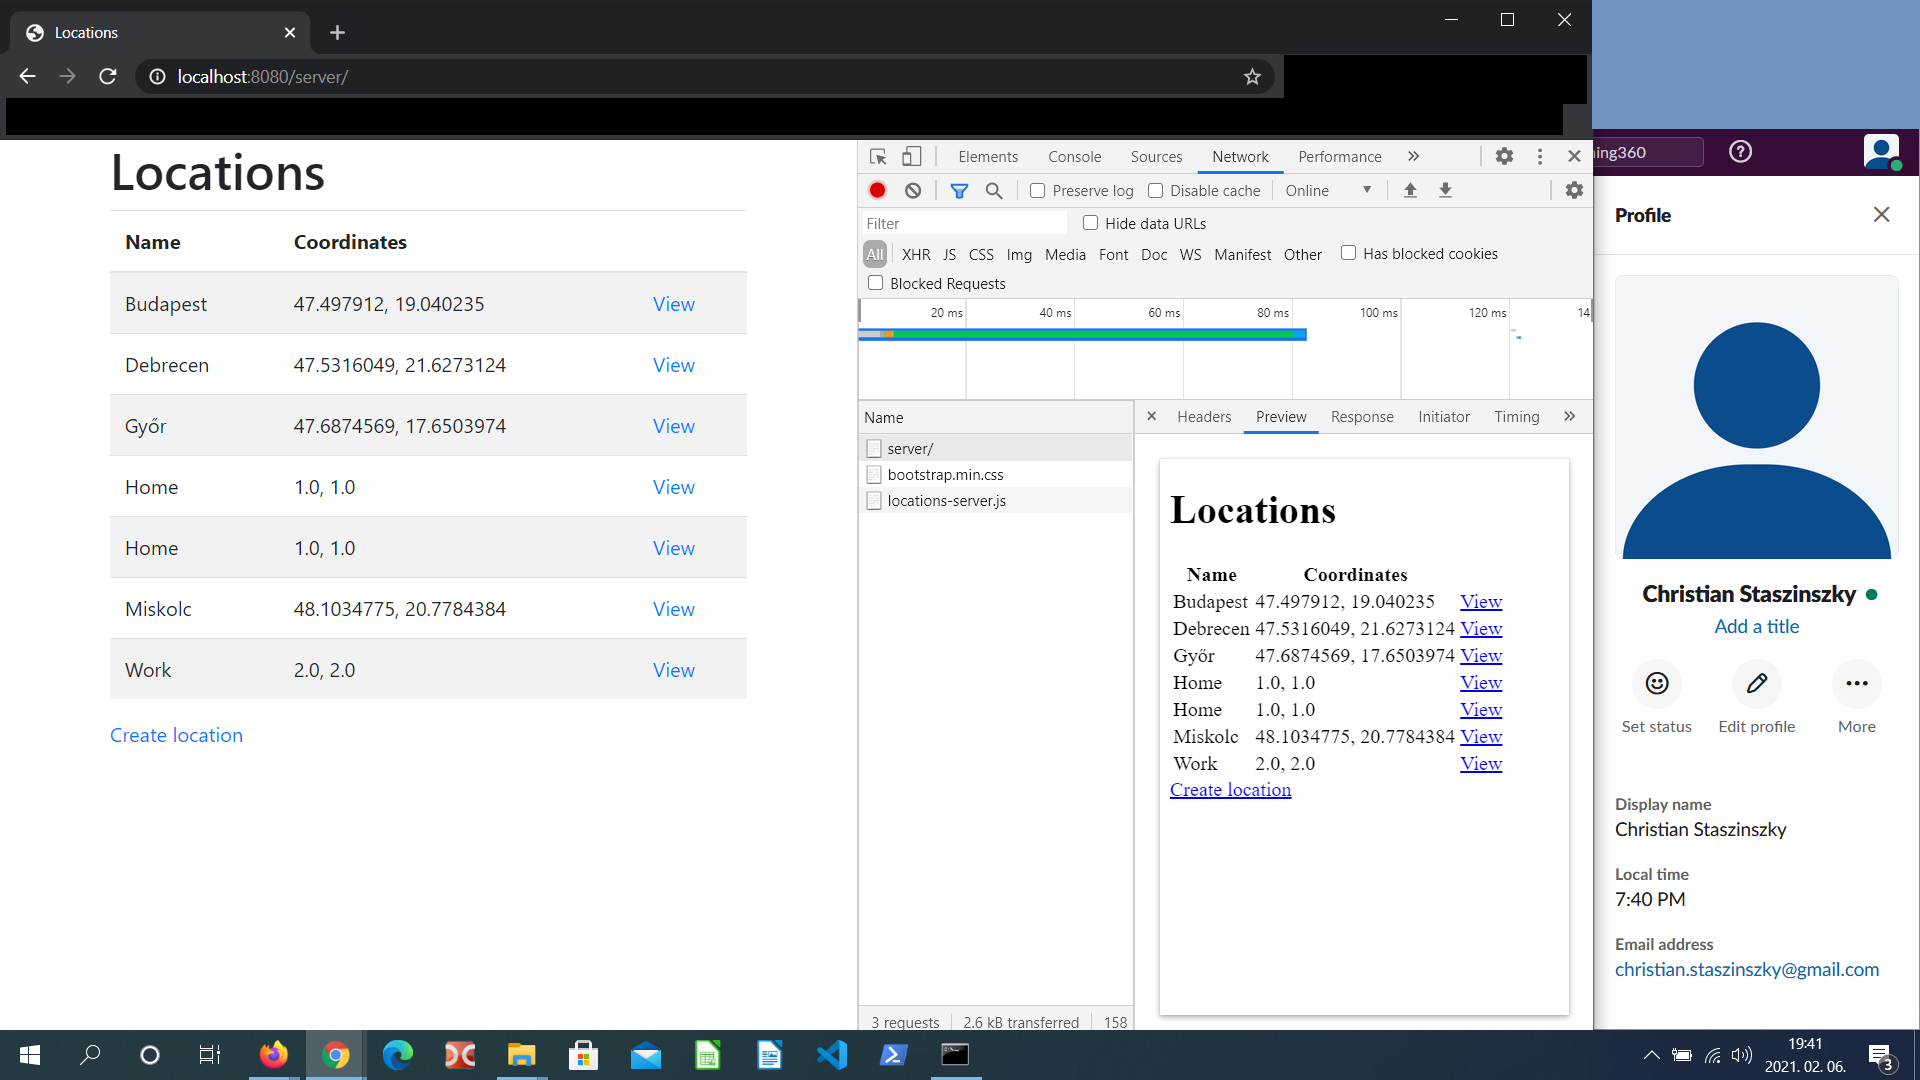 Locations
localhost:8080/server/
Locations
Name Coordinates
Budapest 47.497912, 19.040235 View
Debrecen 47.5316049, 21.6273124 View
Győr 47.6874569, 17.6503974 View
Home 1.0, 1.0 View
Home 1.0, 1.0 View
Miskolc 48.1034775, 20.7784384 View
Work 2.0, 2.0 View
Create location
Elements Console Sources Network Performance
Preserve log Disable cache Online
Filter Hide data URLs
All XHR JS CSS Img Media Font Doc WS Manifest Other Has blocked cookies
Blocked Requests
20 ms 40 ms 60 ms 80 ms 100 ms 120 ms 14
Name
server/
bootstrap.min.css
locations-server.js
3 requests 2.6 kB transferred 158
Headers Preview Response Initiator Timing
Locations
Name Coordinates
Budapest 47.497912, 19.040235 View
Debrecen 47.5316049, 21.6273124 View
Győr 47.6874569, 17.6503974 View
Home 1.0, 1.0 View
Home 1.0, 1.0 View
Miskolc 48.1034775, 20.7784384 View
Work 2.0, 2.0 View
Create location
ning360
Profile
Christian Staszinszky
Add a title
Set status Edit profile More
Display name
Christian Staszinszky
Local time
7:40 PM
Email address
christian.staszinszky@gmail.com
19:41
2021. 02. 06.
3